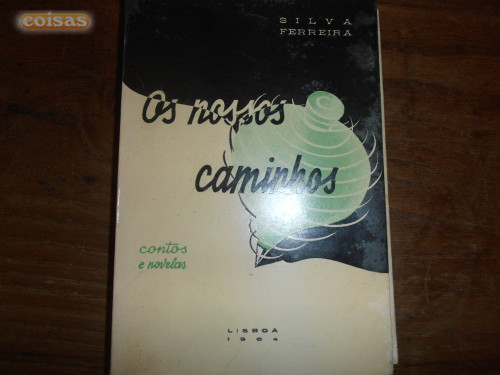 coisas
SILVA
FERREIRA
Os nossos
caminhos
contos
e novelas
LISBOA
1964